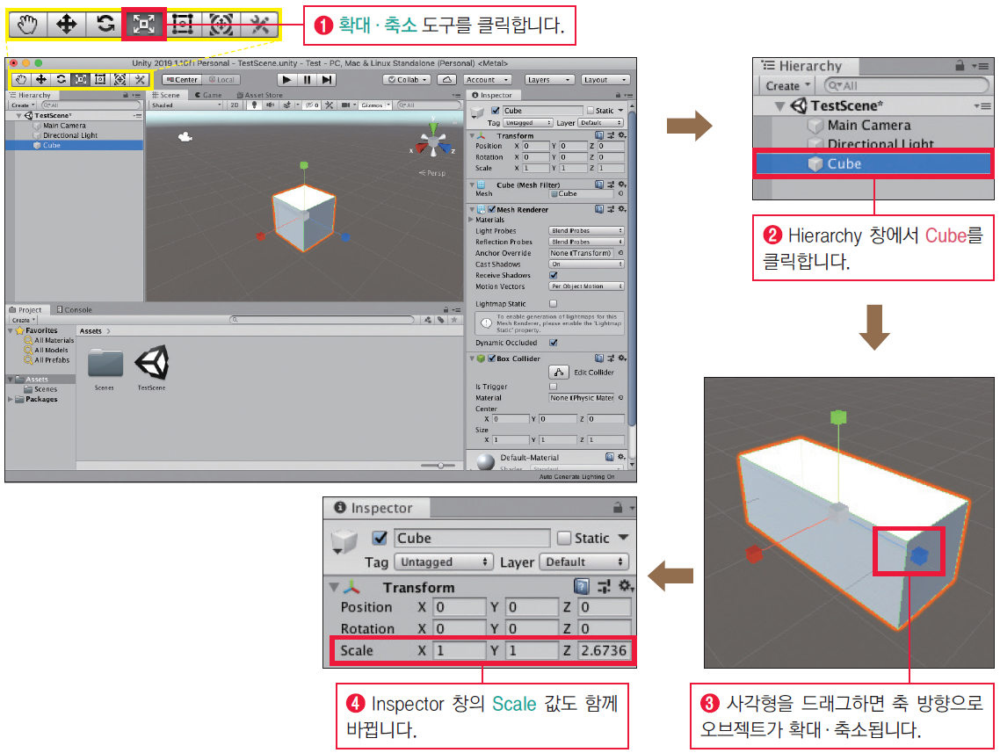 ❶ 확대·축소 도구를 클릭합니다.
Unity 2019.1.10f1 Personal - TestScene.unity - Test - PC, Mac & Linux Standalone (Personal) <Metal>
Center Local
Collab Account Layers Layout
Hierarchy
Create All
TestScene*
Main Camera
Directional Light
Cube
Scene Game Asset Store
Shaded 2D 0 Gizmos All
y
x z
Persp
Inspector
Cube Static
Tag Untagged Layer Default
Transform
Position X 0 Y 0 Z 0
Rotation X 0 Y 0 Z 0
Scale X 1 Y 1 Z 1
Cube (Mesh Filter)
Mesh Cube
Mesh Renderer
Materials
Light Probes Blend Probes
Reflection Probes Blend Probes
Anchor Override None (Transform)
Cast Shadows On
Receive Shadows
Motion Vectors Per Object Motion
Lightmap Static
To enable generation of lightmaps for this
Mesh Renderer, please enable the 'Lightmap
Static' property.
Dynamic Occluded
Box Collider
Edit Collider
Is Trigger
Material None (Physic Mater
Center
X 0 Y 0 Z 0
Size
X 1 Y 1 Z 1
Default-Material
Shader Standard
Auto Generate Lighting On
Project Console
Create
Favorites
All Materials
All Models
All Prefabs
Assets
Scenes
Packages
Assets
Scenes TestScene
Hierarchy
Create All
TestScene*
Main Camera
Directional Light
Cube
❷ Hierarchy 창에서 Cube를
클릭합니다.
❸ 사각형을 드래그하면 축 방향으로
오브젝트가 확대·축소됩니다.
Inspector
Cube Static
Tag Untagged Layer Default
Transform
Position X 0 Y 0 Z 0
Rotation X 0 Y 0 Z 0
Scale X 1 Y 1 Z 2.6736
❹ Inspector 창의 Scale 값도 함께
바뀝니다.